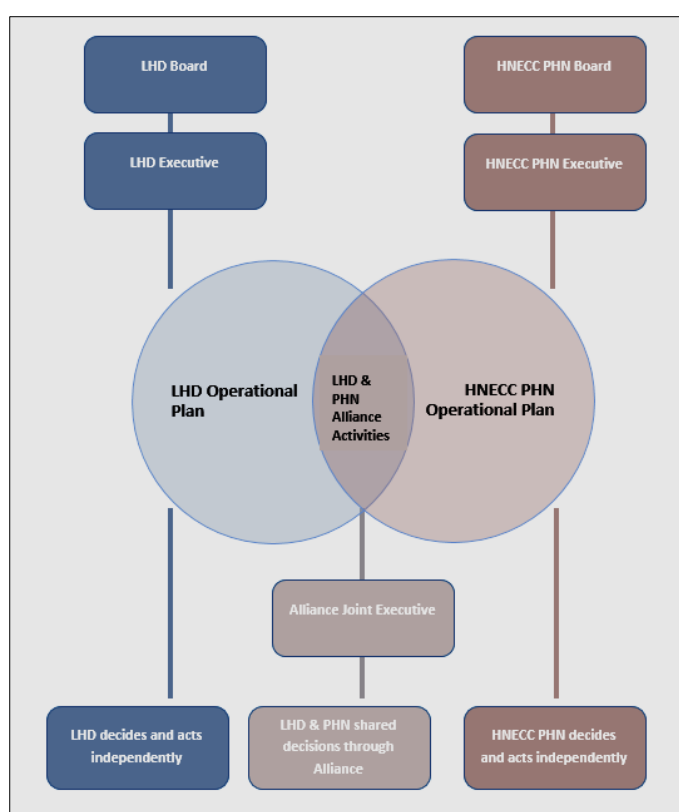 LHD Board
HNECC PHN Board
LHD Executive
HNECC PHN Executive
LHD Operational
Plan
LHD &
PHN
Alliance
Activities
HNECC PHN
Operational Plan
Alliance Joint Executive
LHD decides and acts
independently
LHD & PHN shared
decisions through
Alliance
HNECC PHN decides
and acts independently